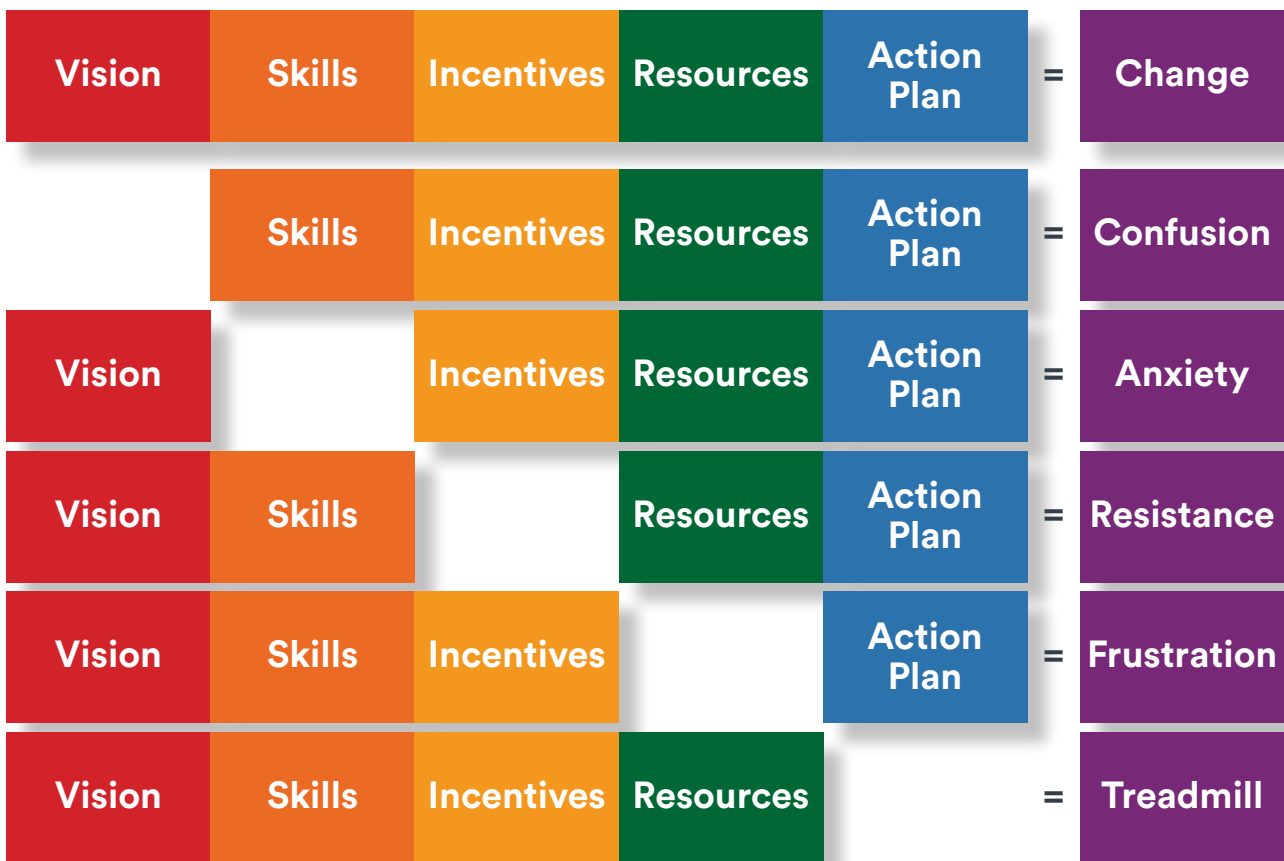 Vision Skills Incentives Resources Action Plan = Change
Skills Incentives Resources Action Plan = Confusion
Vision Incentives Resources Action Plan = Anxiety
Vision Skills Resources Action Plan = Resistance
Vision Skills Incentives Action Plan = Frustration
Vision Skills Incentives Resources = Treadmill